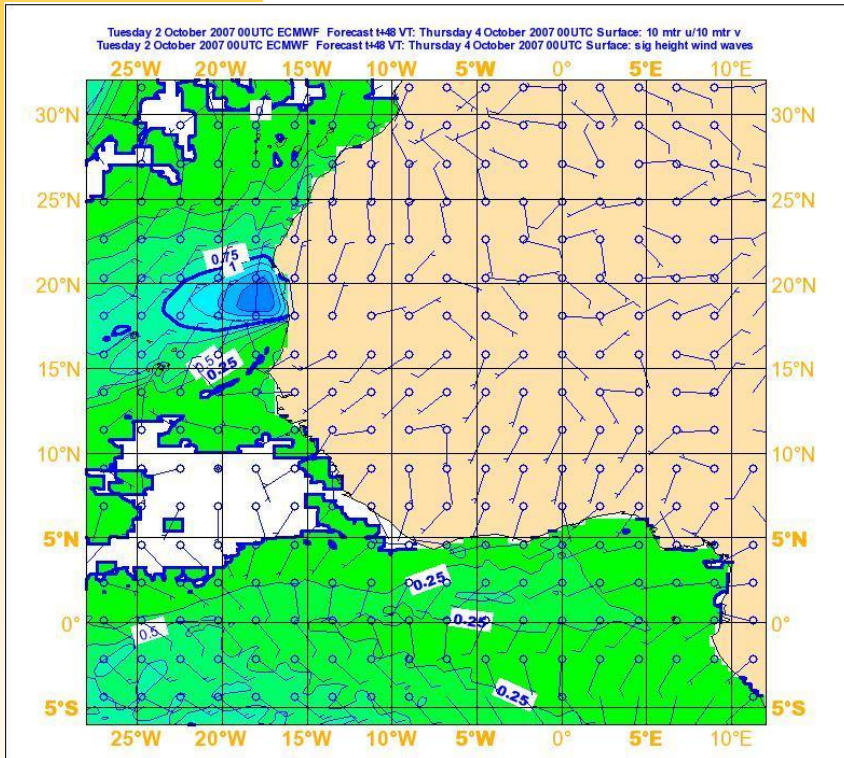 Tuesday 2 October 2007 00UTC ECMWF Forecast t+48 VT: Thursday 4 October 2007 00UTC Surface: 10 mtr u/10 mtr v
Tuesday 2 October 2007 00UTC ECMWF Forecast t+48 VT: Thursday 4 October 2007 00UTC Surface: sig height wind waves
25°W 20°W 15°W 10°W 5°W 0° 5°E 10°E
30°N 0 30°N
25°N 25°N
0.75
1
20°N 20°N
0.5
0.25
15°N 15°N
10°N 10°N
5°N 5°N
0.25
0.25
0° 0.5 0°
0.25
5°S 5°S
25°W 20°W 15°W 10°W 5°W 0° 5°E 10°E